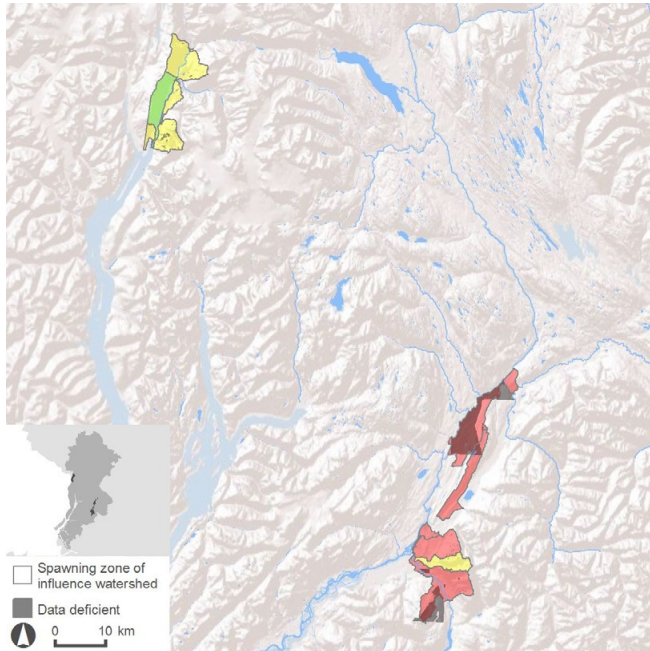 Spawning zone of
influence watershed
Data deficient
0 10 km